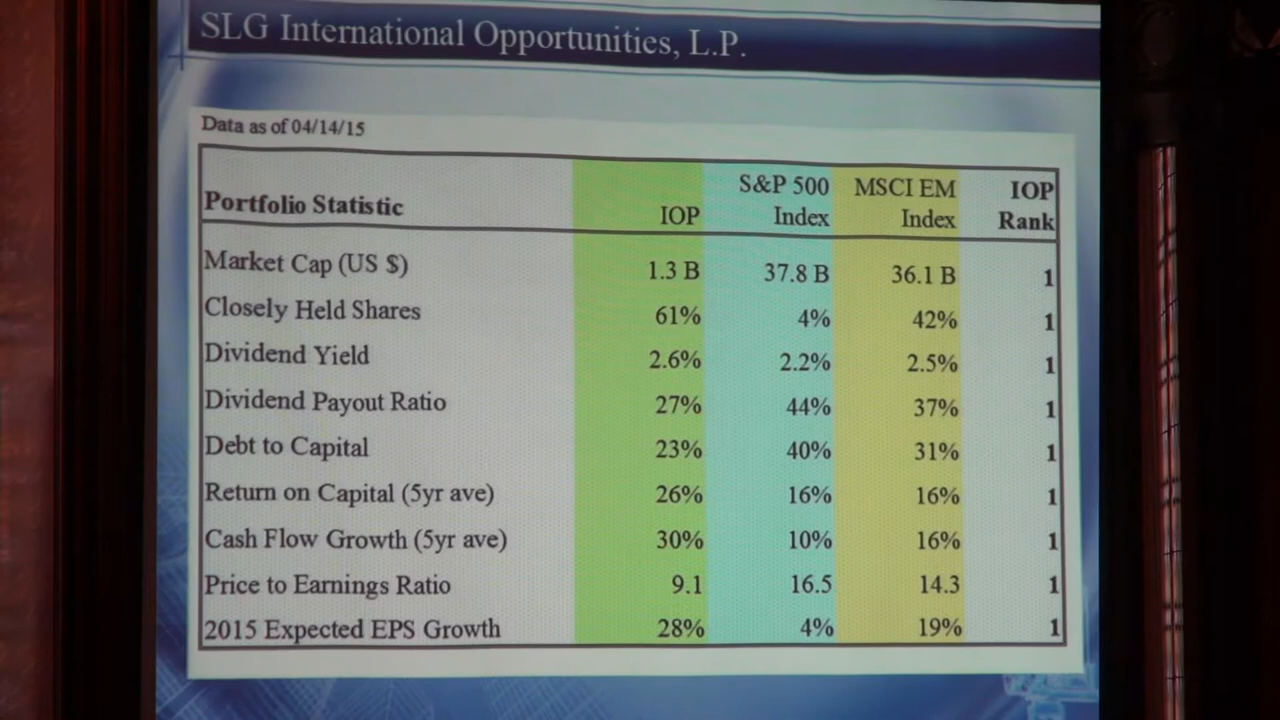 SLG International Opportunities, L.P.
Data as of 04/14/15
Portfolio Statistic IOP S&P 500 Index MSCI EM Index IOP Rank
Market Cap (US $) 1.3 B 37.8 B 36.1 B 1
Closely Held Shares 61% 4% 42% 1
Dividend Yield 2.6% 2.2% 2.5% 1
Dividend Payout Ratio 27% 44% 37% 1
Debt to Capital 23% 40% 31% 1
Return on Capital (5yr ave) 26% 16% 16% 1
Cash Flow Growth (5yr ave) 30% 10% 16% 1
Price to Earnings Ratio 9.1 16.5 14.3 1
2015 Expected EPS Growth 28% 4% 19% 1